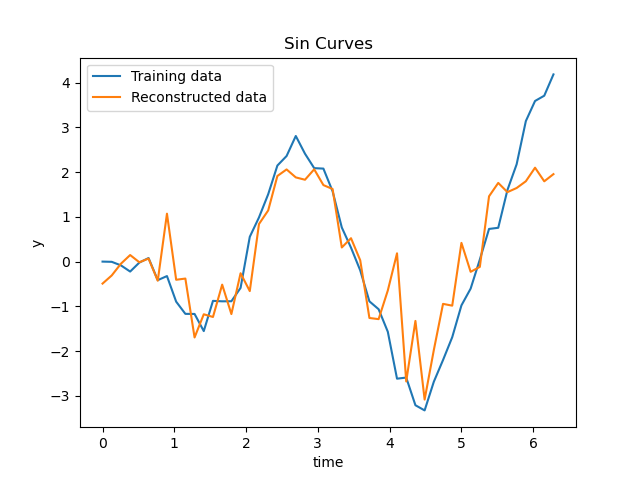 Sin Curves
Training data
Reconstructed data
4
3
2
1
0
−1
−2
−3
y
0 1 2 3 4 5 6
time